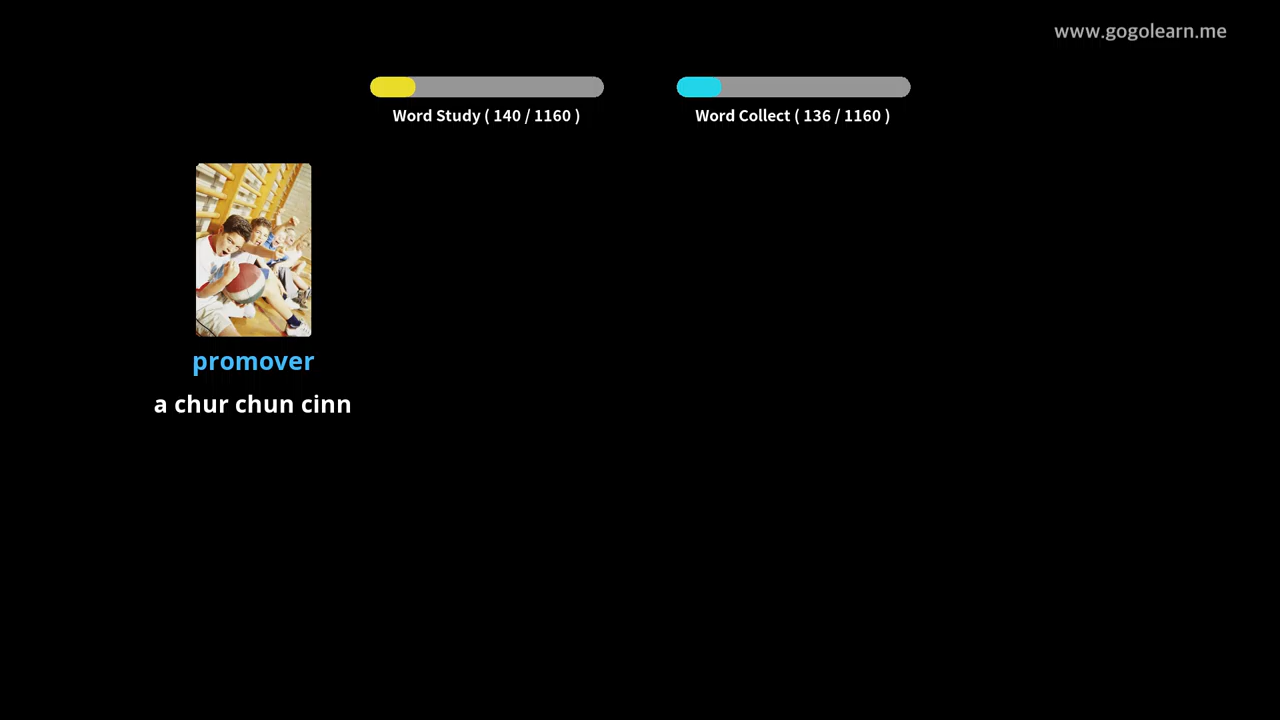 www.gogolearn.me
Word Study ( 140 / 1160 )
Word Collect ( 136 / 1160 )
promover
a chur chun cinn